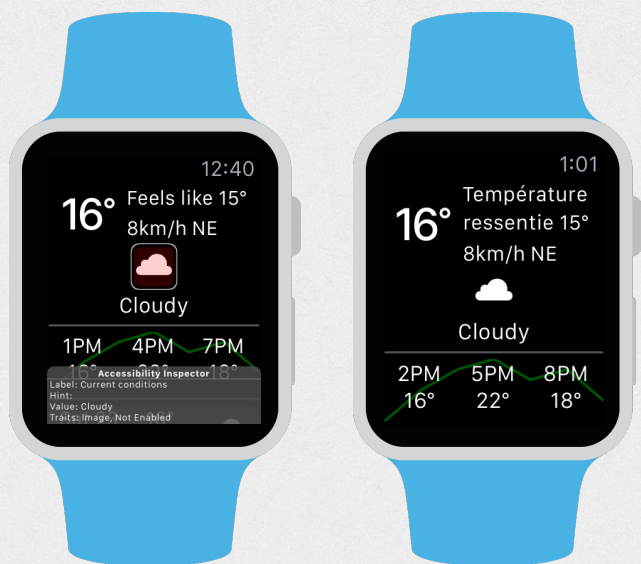 12:40
16°
Feels like 15°
8km/h NE
Cloudy
1PM 4PM 7PM
18°
Accessibility Inspector
Label: Current conditions
Hint:
Value: Cloudy
Traits: Image, Not Enabled
1:01
16°
Température
ressentie 15°
8km/h NE
Cloudy
2PM 5PM 8PM
16° 22° 18°